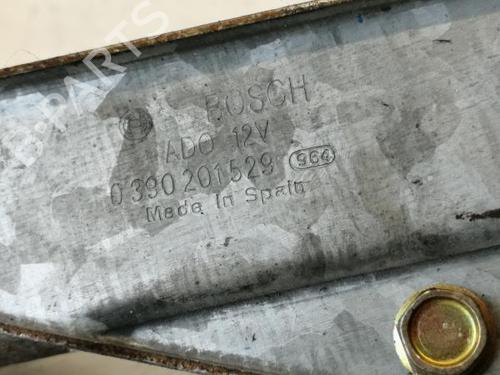 B-PARTS
BOSCH
ADO 12V
0 390 201 529 964
Made In Spain